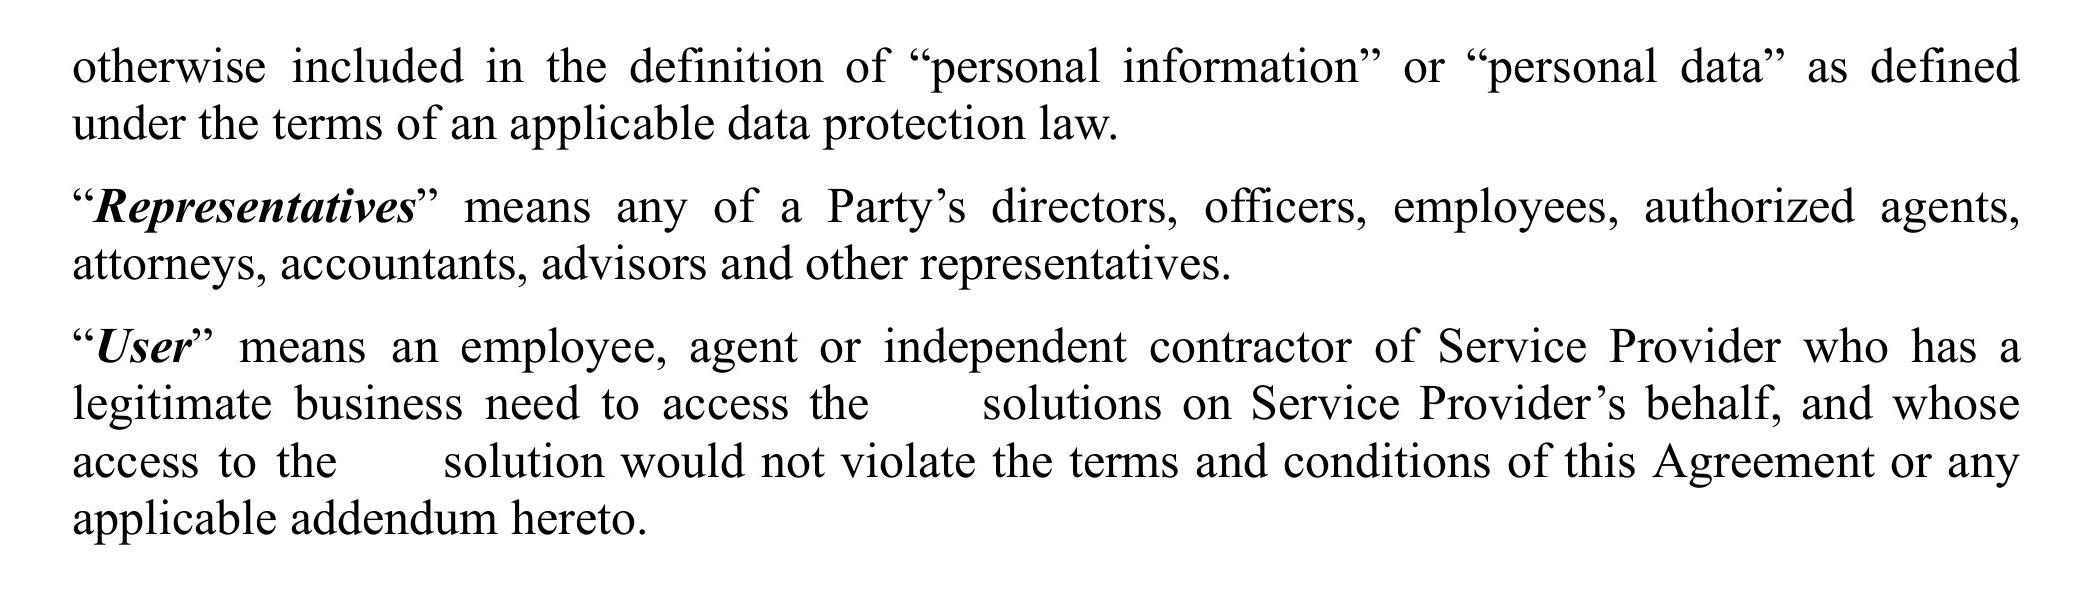 otherwise included in the definition of “personal information” or “personal data” as defined
under the terms of an applicable data protection law.
“Representatives” means any of a Party’s directors, officers, employees, authorized agents,
attorneys, accountants, advisors and other representatives.
“User” means an employee, agent or independent contractor of Service Provider who has a
legitimate business need to access the solutions on Service Provider’s behalf, and whose
access to the solution would not violate the terms and conditions of this Agreement or any
applicable addendum hereto.